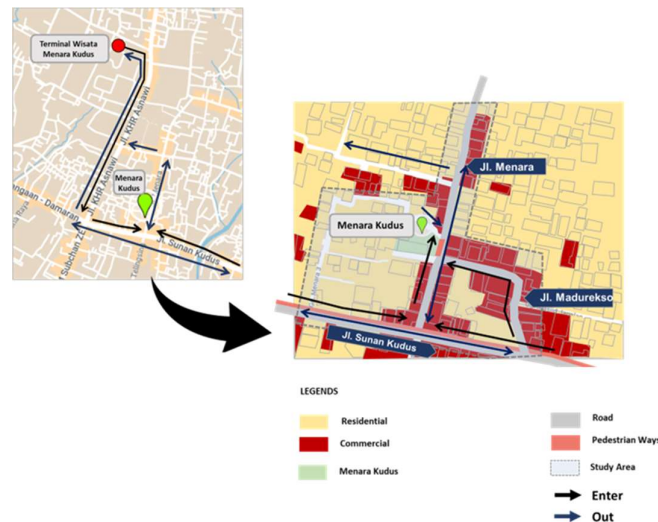 Terminal Wisata
Menara Kudus
Jl. KHR Asnawi
Jl. KHR Asnawi
Menara
Kudus
Jl. Sunan Kudus
Menara Kudus
Jl. Menara
Jl. Madurekso
Jl. Sunan Kudus
LEGENDS
Residential
Commercial
Menara Kudus
Road
Pedestrian Ways
Study Area
Enter
Out